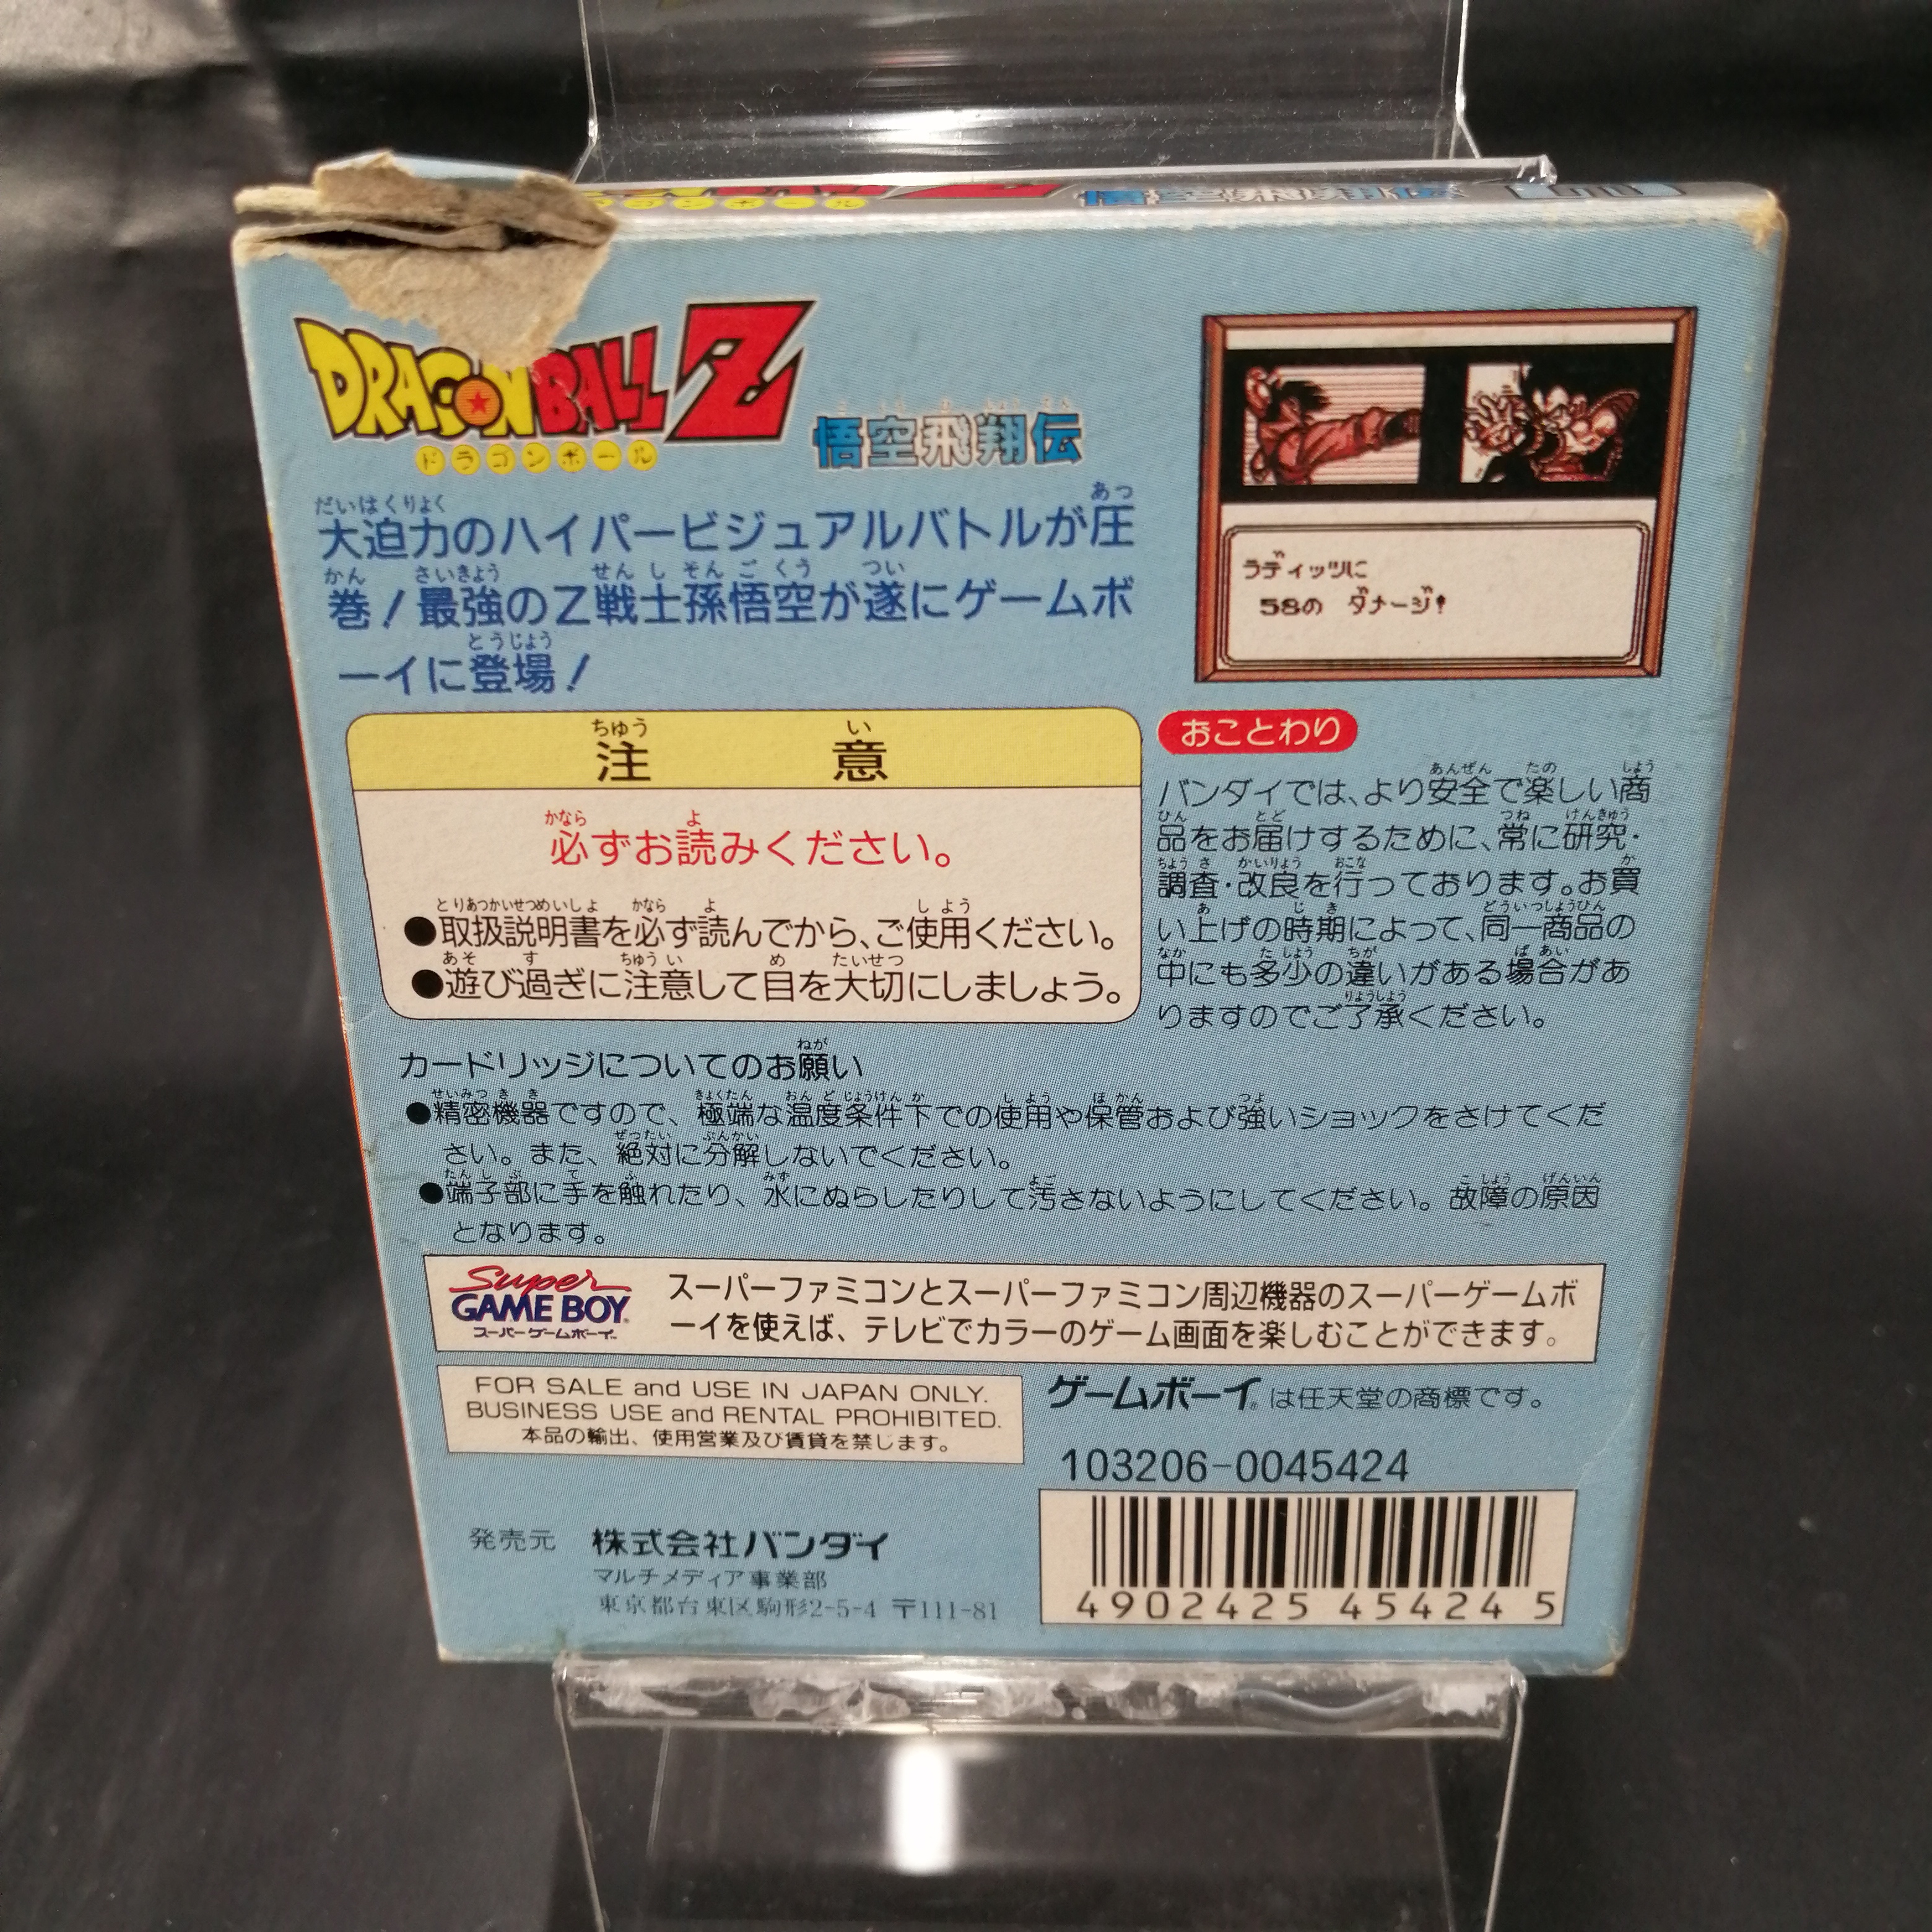 DRAGON BALL Z
ドラゴンボール
悟空飛翔伝
大迫力のハイパービジュアルバトルが圧
巻!最強のZ戦士孫悟空が遂にゲームボ
ーイに登場!
ラディッツに
58の ダメージ!
注意
必ずお読みください。
●取扱説明書を必ず読んでから、ご使用ください。
●遊び過ぎに注意して目を大切にしましょう。
おことわり
バンダイでは、より安全で楽しい商
品をお届けするために、常に研究・
調査・改良を行っております。お買
い上げの時期によって、同一商品の
中にも多少の違いがある場合があ
りますのでご了承ください。
カードリッジについてのお願い
●精密機器ですので、極端な温度条件下での使用や保管および強いショックをさけてくだ
さい。また、絶対に分解しないでください。
●端子部に手を触れたり、水にぬらしたりして汚さないようにしてください。故障の原因
となります。
Super
GAME BOY
スーパーゲームボーイ
スーパーファミコンとスーパーファミコン周辺機器のスーパーゲームボ
ーイを使えば、テレビでカラーのゲーム画面を楽しむことができます。
FOR SALE and USE IN JAPAN ONLY.
BUSINESS USE and RENTAL PROHIBITED.
本品の輸出、使用営業及び賃貸を禁じます。
ゲームボーイは任天堂の商標です。
103206-0045424
発売元 株式会社バンダイ
マルチメディア事業部
東京都台東区駒形2-5-4 〒111-81
4902425 454245